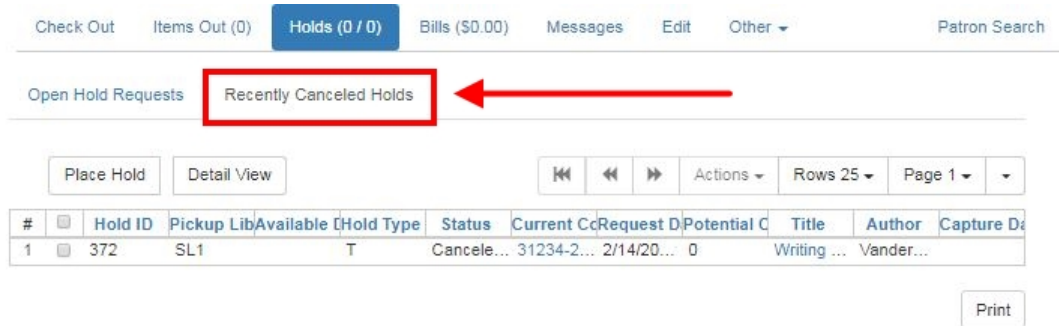 Check Out Items Out (0) Holds (0 / 0) Bills ($0.00) Messages Edit Other Patron Search
Open Hold Requests Recently Canceled Holds
Place Hold Detail View Actions Rows 25 Page 1
# Hold ID Pickup Lib Available D Hold Type Status Current Co Request D Potential C Title Author Capture Da
1 372 SL1 T Cancele... 31234-2... 2/14/20... 0 Writing ... Vander...
Print